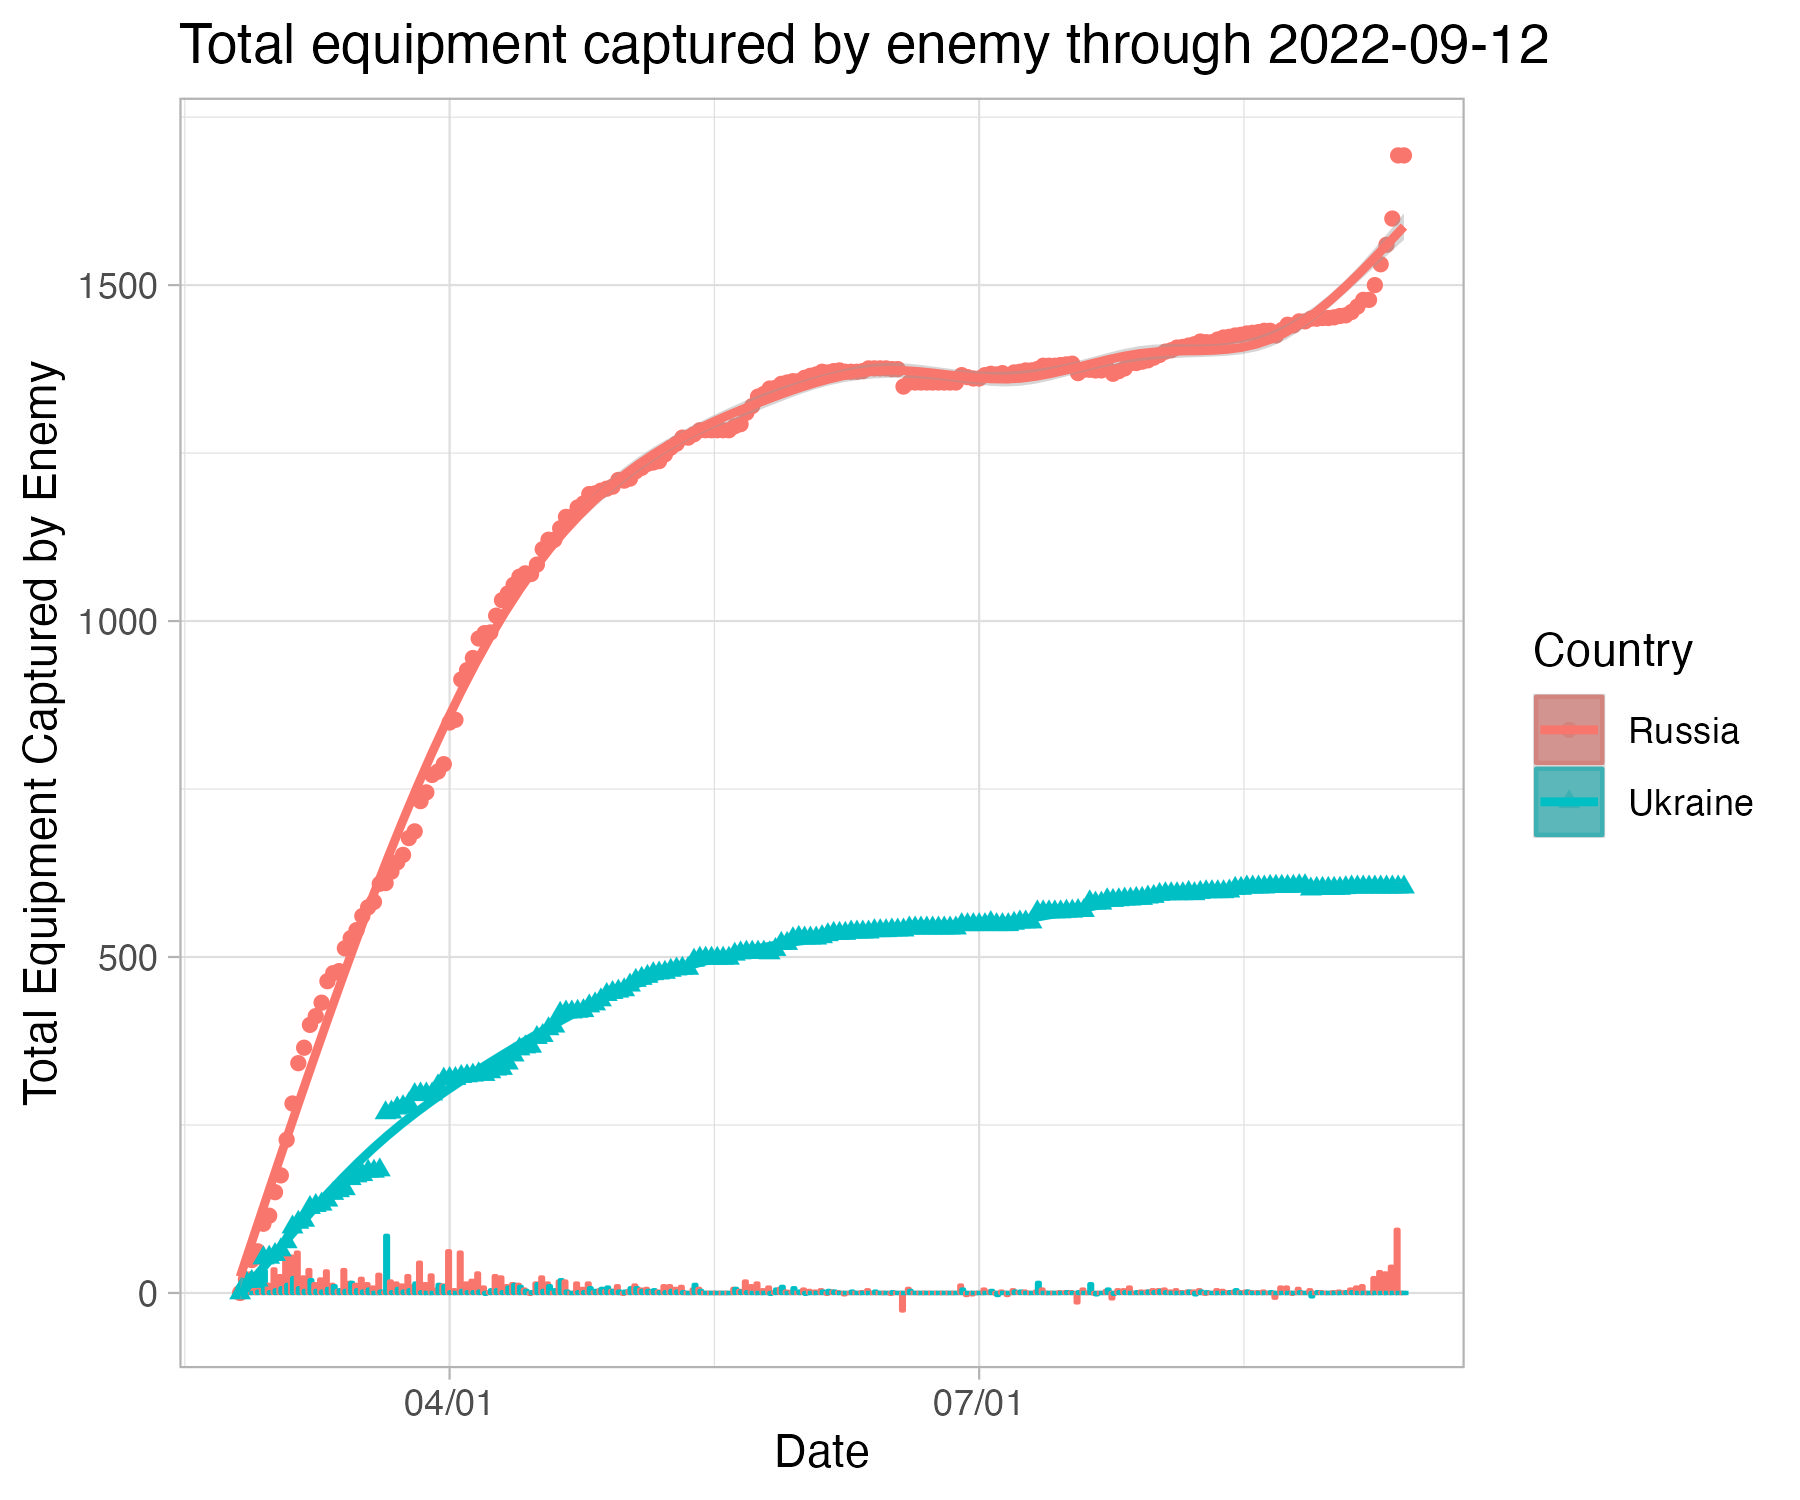 Total equipment captured by enemy through 2022-09-12
Total Equipment Captured by Enemy
1500
1000
500
0
04/01
07/01
Date
Country
Russia
Ukraine